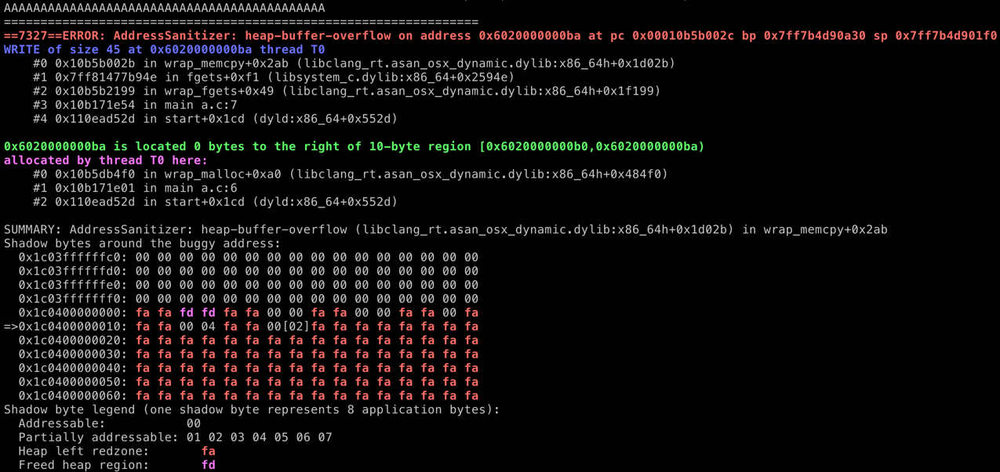 AAAAAAAAAAAAAAAAAAAAAAAAAAAAAAAAAAAAAAAAAAAA
=================================================================
==7327==ERROR: AddressSanitizer: heap-buffer-overflow on address 0x6020000000ba at pc 0x00010b5b002c bp 0x7ff7b4d90a30 sp 0x7ff7b4d901f0
WRITE of size 45 at 0x6020000000ba thread T0
    #0 0x10b5b002b in wrap_memcpy+0x2ab (libclang_rt.asan_osx_dynamic.dylib:x86_64h+0x1d02b)
    #1 0x7ff81477b94e in fgets+0xf1 (libsystem_c.dylib:x86_64+0x2594e)
    #2 0x10b5b2199 in wrap_fgets+0x49 (libclang_rt.asan_osx_dynamic.dylib:x86_64h+0x1f199)
    #3 0x10b171e54 in main a.c:7
    #4 0x110ead52d in start+0x1cd (dyld:x86_64+0x552d)

0x6020000000ba is located 0 bytes to the right of 10-byte region [0x6020000000b0,0x6020000000ba)
allocated by thread T0 here:
    #0 0x10b5db4f0 in wrap_malloc+0xa0 (libclang_rt.asan_osx_dynamic.dylib:x86_64h+0x484f0)
    #1 0x10b171e01 in main a.c:6
    #2 0x110ead52d in start+0x1cd (dyld:x86_64+0x552d)

SUMMARY: AddressSanitizer: heap-buffer-overflow (libclang_rt.asan_osx_dynamic.dylib:x86_64h+0x1d02b) in wrap_memcpy+0x2ab
Shadow bytes around the buggy address:
  0x1c03ffffffc0: 00 00 00 00 00 00 00 00 00 00 00 00 00 00 00 00
  0x1c03ffffffd0: 00 00 00 00 00 00 00 00 00 00 00 00 00 00 00 00
  0x1c03ffffffe0: 00 00 00 00 00 00 00 00 00 00 00 00 00 00 00 00
  0x1c03fffffff0: 00 00 00 00 00 00 00 00 00 00 00 00 00 00 00 00
  0x1c0400000000: fa fa fd fd fa fa 00 00 fa fa 00 00 fa fa 00 fa
=>0x1c0400000010: fa fa 00 04 fa fa 00[02]fa fa fa fa fa fa fa fa
  0x1c0400000020: fa fa fa fa fa fa fa fa fa fa fa fa fa fa fa fa
  0x1c0400000030: fa fa fa fa fa fa fa fa fa fa fa fa fa fa fa fa
  0x1c0400000040: fa fa fa fa fa fa fa fa fa fa fa fa fa fa fa fa
  0x1c0400000050: fa fa fa fa fa fa fa fa fa fa fa fa fa fa fa fa
  0x1c0400000060: fa fa fa fa fa fa fa fa fa fa fa fa fa fa fa fa
Shadow byte legend (one shadow byte represents 8 application bytes):
  Addressable:           00
  Partially addressable: 01 02 03 04 05 06 07
  Heap left redzone:       fa
  Freed heap region:       fd